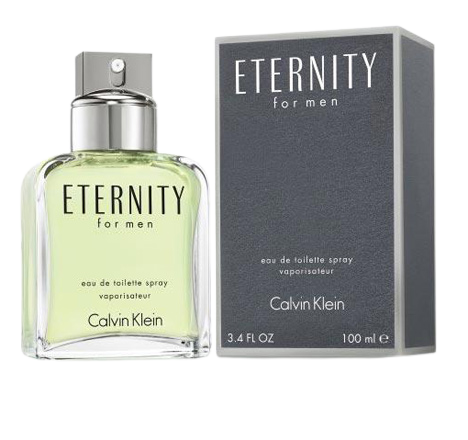 ETERNITY
for men
eau de toilette spray
vaporisateur
Calvin Klein
ETERNITY
for men
eau de toilette spray
vaporisateur
Calvin Klein
3.4 FL OZ 100 ml ℮